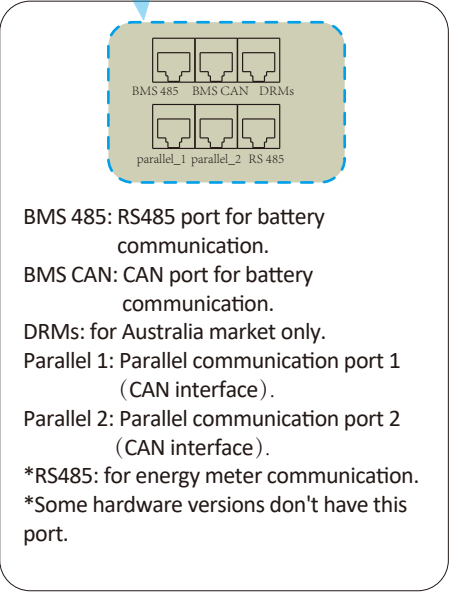 BMS 485 BMS CAN DRMs
parallel_1 parallel_2 RS 485
BMS 485: RS485 port for battery
communication.
BMS CAN: CAN port for battery
communication.
DRMs: for Australia market only.
Parallel 1: Parallel communication port 1
（CAN interface）.
Parallel 2: Parallel communication port 2
（CAN interface）.
*RS485: for energy meter communication.
*Some hardware versions don't have this
port.